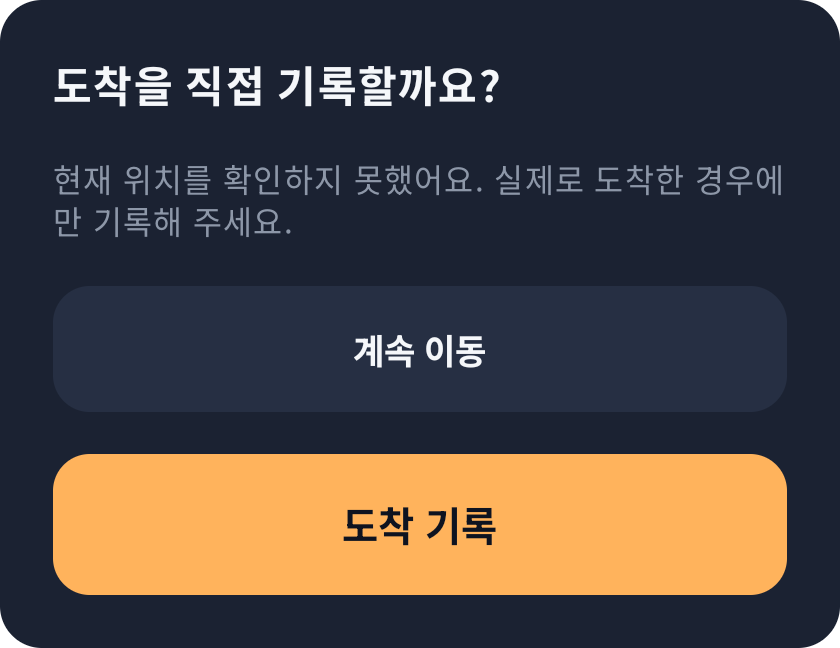 도착을 직접 기록할까요?
현재 위치를 확인하지 못했어요. 실제로 도착한 경우에
만 기록해 주세요.
계속 이동
도착 기록